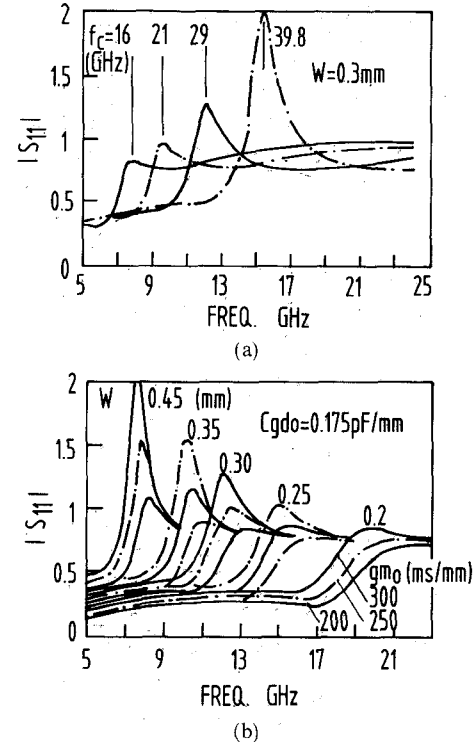 2
f_c=16 21 29 39.8
(GHz)
1.5
W=0.3mm
|S11|
1
0.5
0
5 9 13 17 21 25
FREQ. GHz
(a)
2
W 0.45 (mm)
0.35
Cgdo=0.175pF/mm
0.30
1.5
0.25
|S11|
1
0.2
gm₀(ms/mm)
0.5
300
200 250
0
5 9 13 17 21
FREQ. GHz
(b)